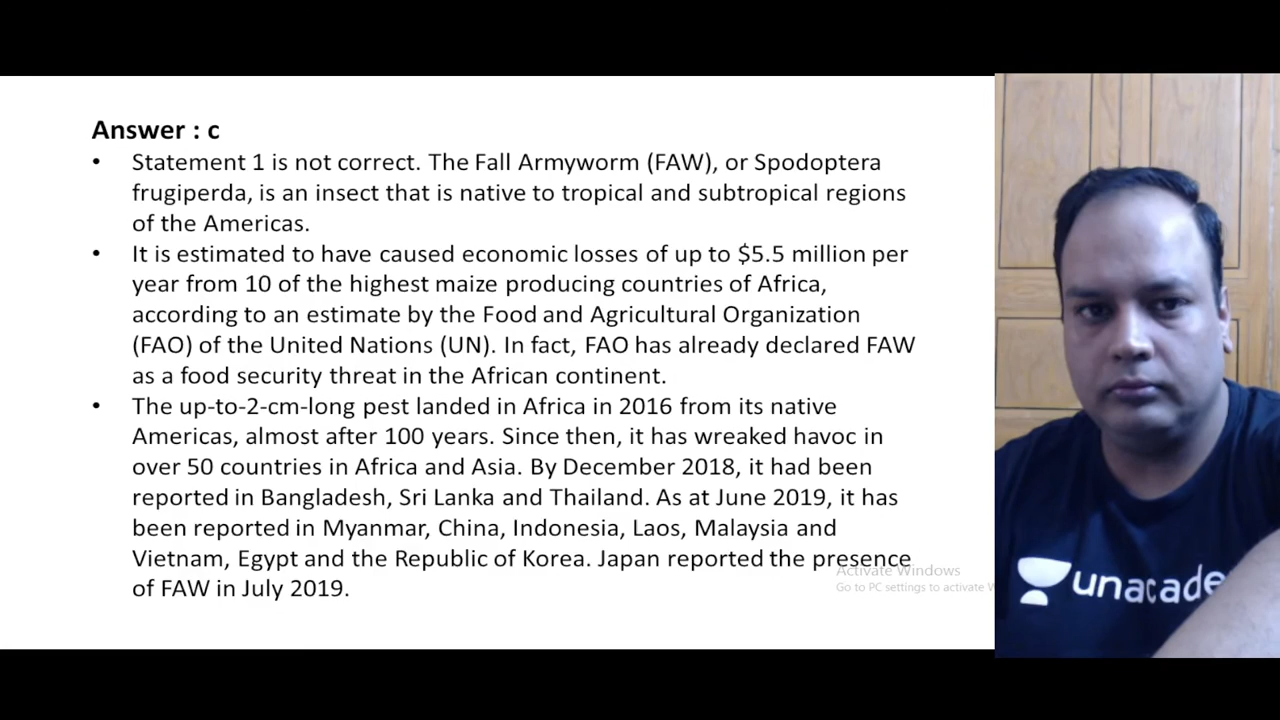 Answer : c
• Statement 1 is not correct. The Fall Armyworm (FAW), or Spodoptera
frugiperda, is an insect that is native to tropical and subtropical regions
of the Americas.
• It is estimated to have caused economic losses of up to $5.5 million per
year from 10 of the highest maize producing countries of Africa,
according to an estimate by the Food and Agricultural Organization
(FAO) of the United Nations (UN). In fact, FAO has already declared FAW
as a food security threat in the African continent.
• The up-to-2-cm-long pest landed in Africa in 2016 from its native
Americas, almost after 100 years. Since then, it has wreaked havoc in
over 50 countries in Africa and Asia. By December 2018, it had been
reported in Bangladesh, Sri Lanka and Thailand. As at June 2019, it has
been reported in Myanmar, China, Indonesia, Laos, Malaysia and
Vietnam, Egypt and the Republic of Korea. Japan reported the presence
of FAW in July 2019.
Activate Windows
Go to PC settings to activate W
unacade